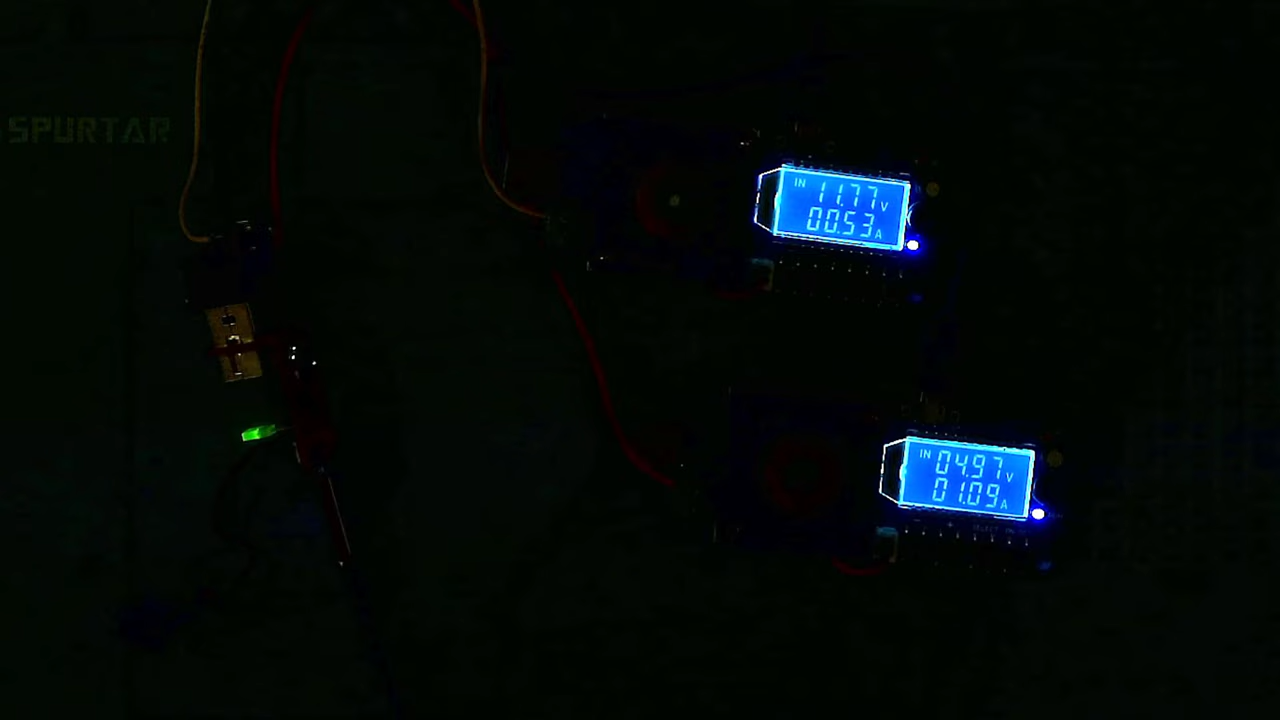 SPURTAR
IN 11.77 V
00.53 A
IN 04.97 V
01.09 A